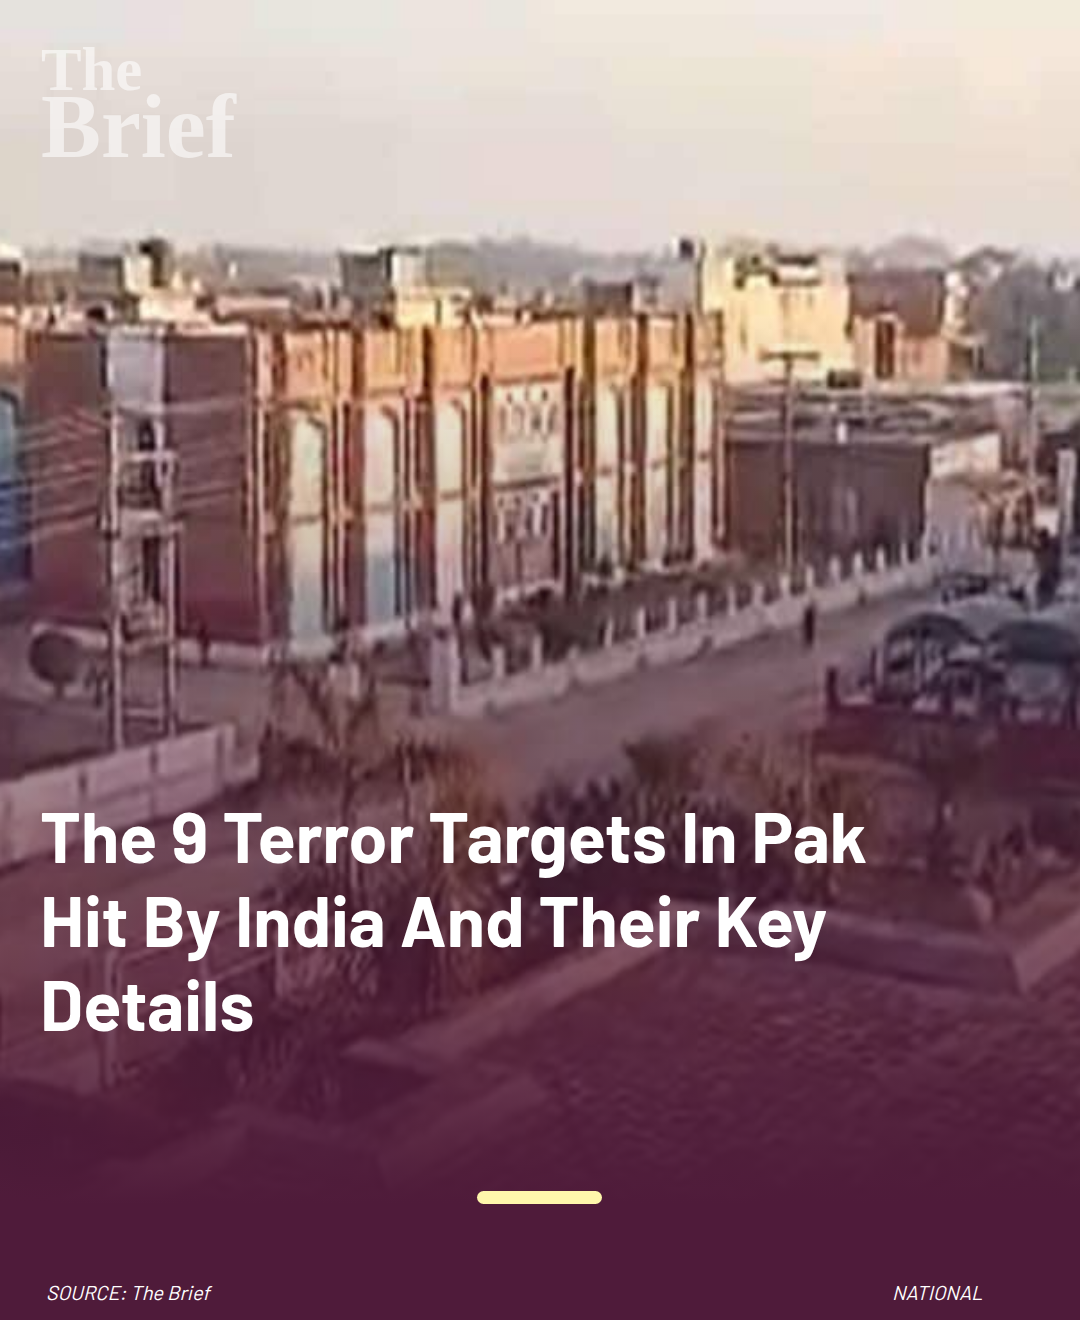 The
Brief
The 9 Terror Targets In Pak
Hit By India And Their Key
Details
SOURCE: The Brief
NATIONAL